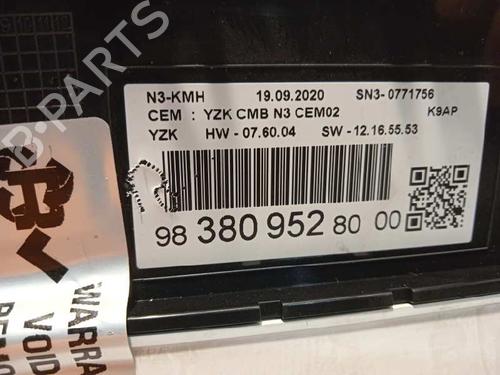 N3-KMH 19.09.2020 SN3- 0771756
CEM : YZK CMB N3 CEM02 K9AP
YZK HW - 07.60.04 SW - 12.16.55.53
98 380 952 80 00
WARRA
VOID
REMO